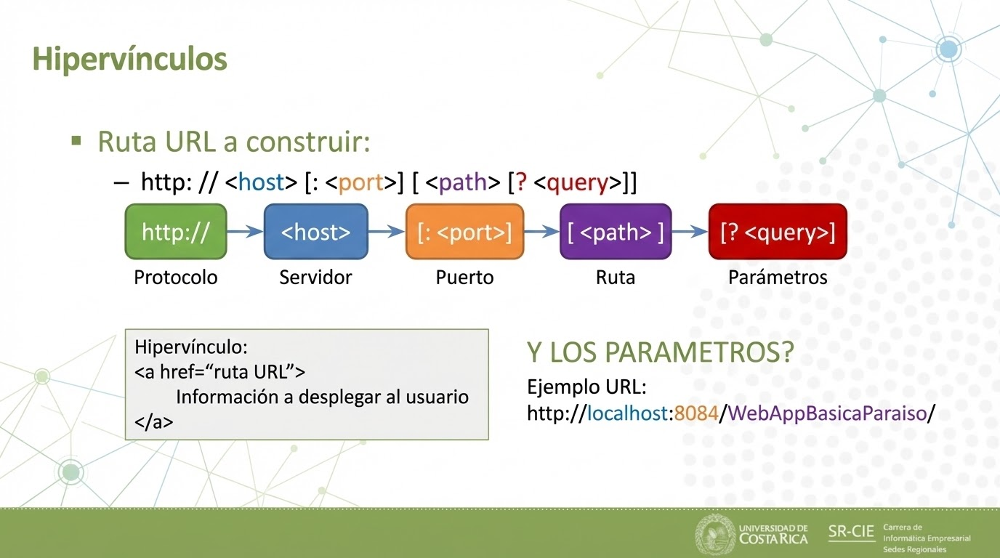 Hipervínculos
▪ Ruta URL a construir:
– http: // <host> [: <port>] [ <path> [? <query>]]
http://
<host>
[: <port>]
[ <path> ]
[? <query>]
Protocolo
Servidor
Puerto
Ruta
Parámetros
Hipervínculo:
<a href=“ruta URL”>
Información a desplegar al usuario
</a>
Y LOS PARAMETROS?
Ejemplo URL:
http://localhost:8084/WebAppBasicaParaiso/
UNIVERSIDAD DE
COSTA RICA
SR-CIE
Carrera de
Informática Empresarial
Sedes Regionales